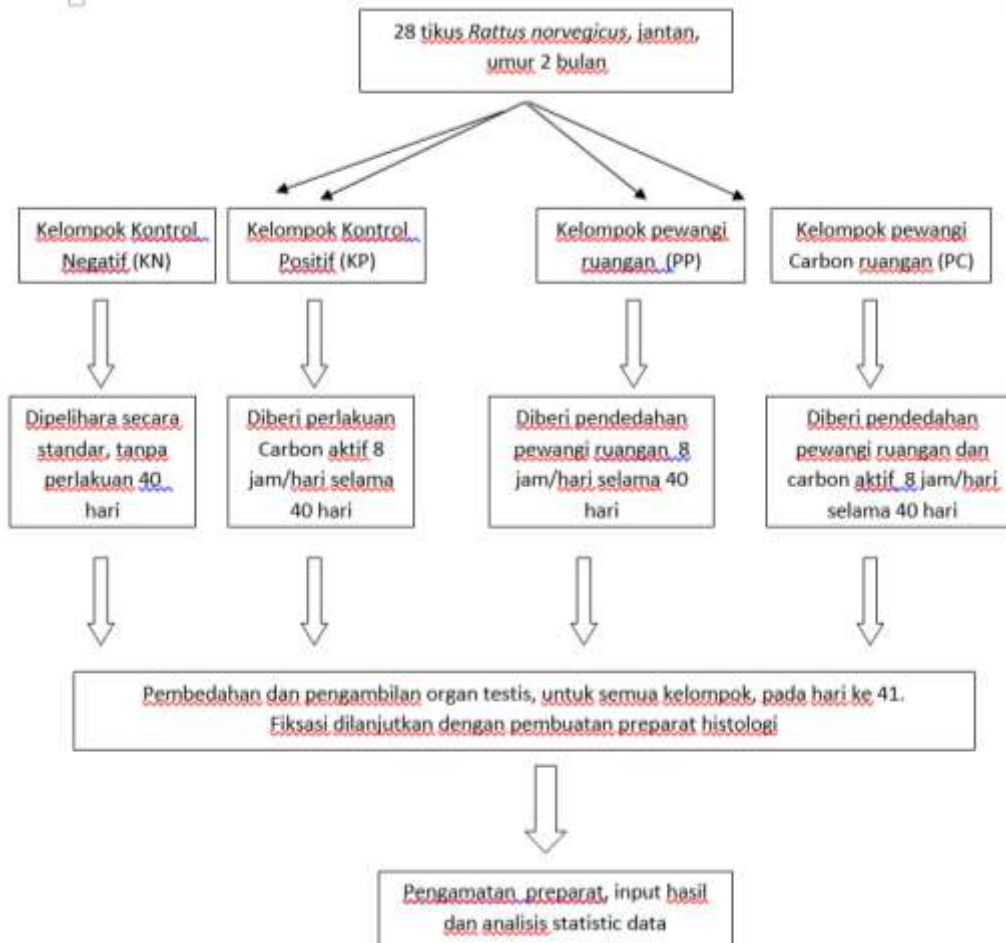 28 tikus Rattus norvegicus, jantan,
umur 2 bulan
Kelompok Kontrol
Negatif (KN)
Kelompok Kontrol
Positif (KP)
Kelompok pewangi
ruangan (PP)
Kelompok pewangi
Carbon ruangan (PC)
Dipelihara secara
standar, tanpa
perlakuan 40
hari
Diberi perlakuan
Carbon aktif 8
jam/hari selama
40 hari
Diberi pendedahan
pewangi ruangan 8
jam/hari selama 40
hari
Diberi pendedahan
pewangi ruangan dan
carbon aktif 8 jam/hari
selama 40 hari
Pembedahan dan pengambilan organ testis, untuk semua kelompok, pada hari ke 41.
Fiksasi dilanjutkan dengan pembuatan preparat histologi
Pengamatan preparat, input hasil
dan analisis statistic data